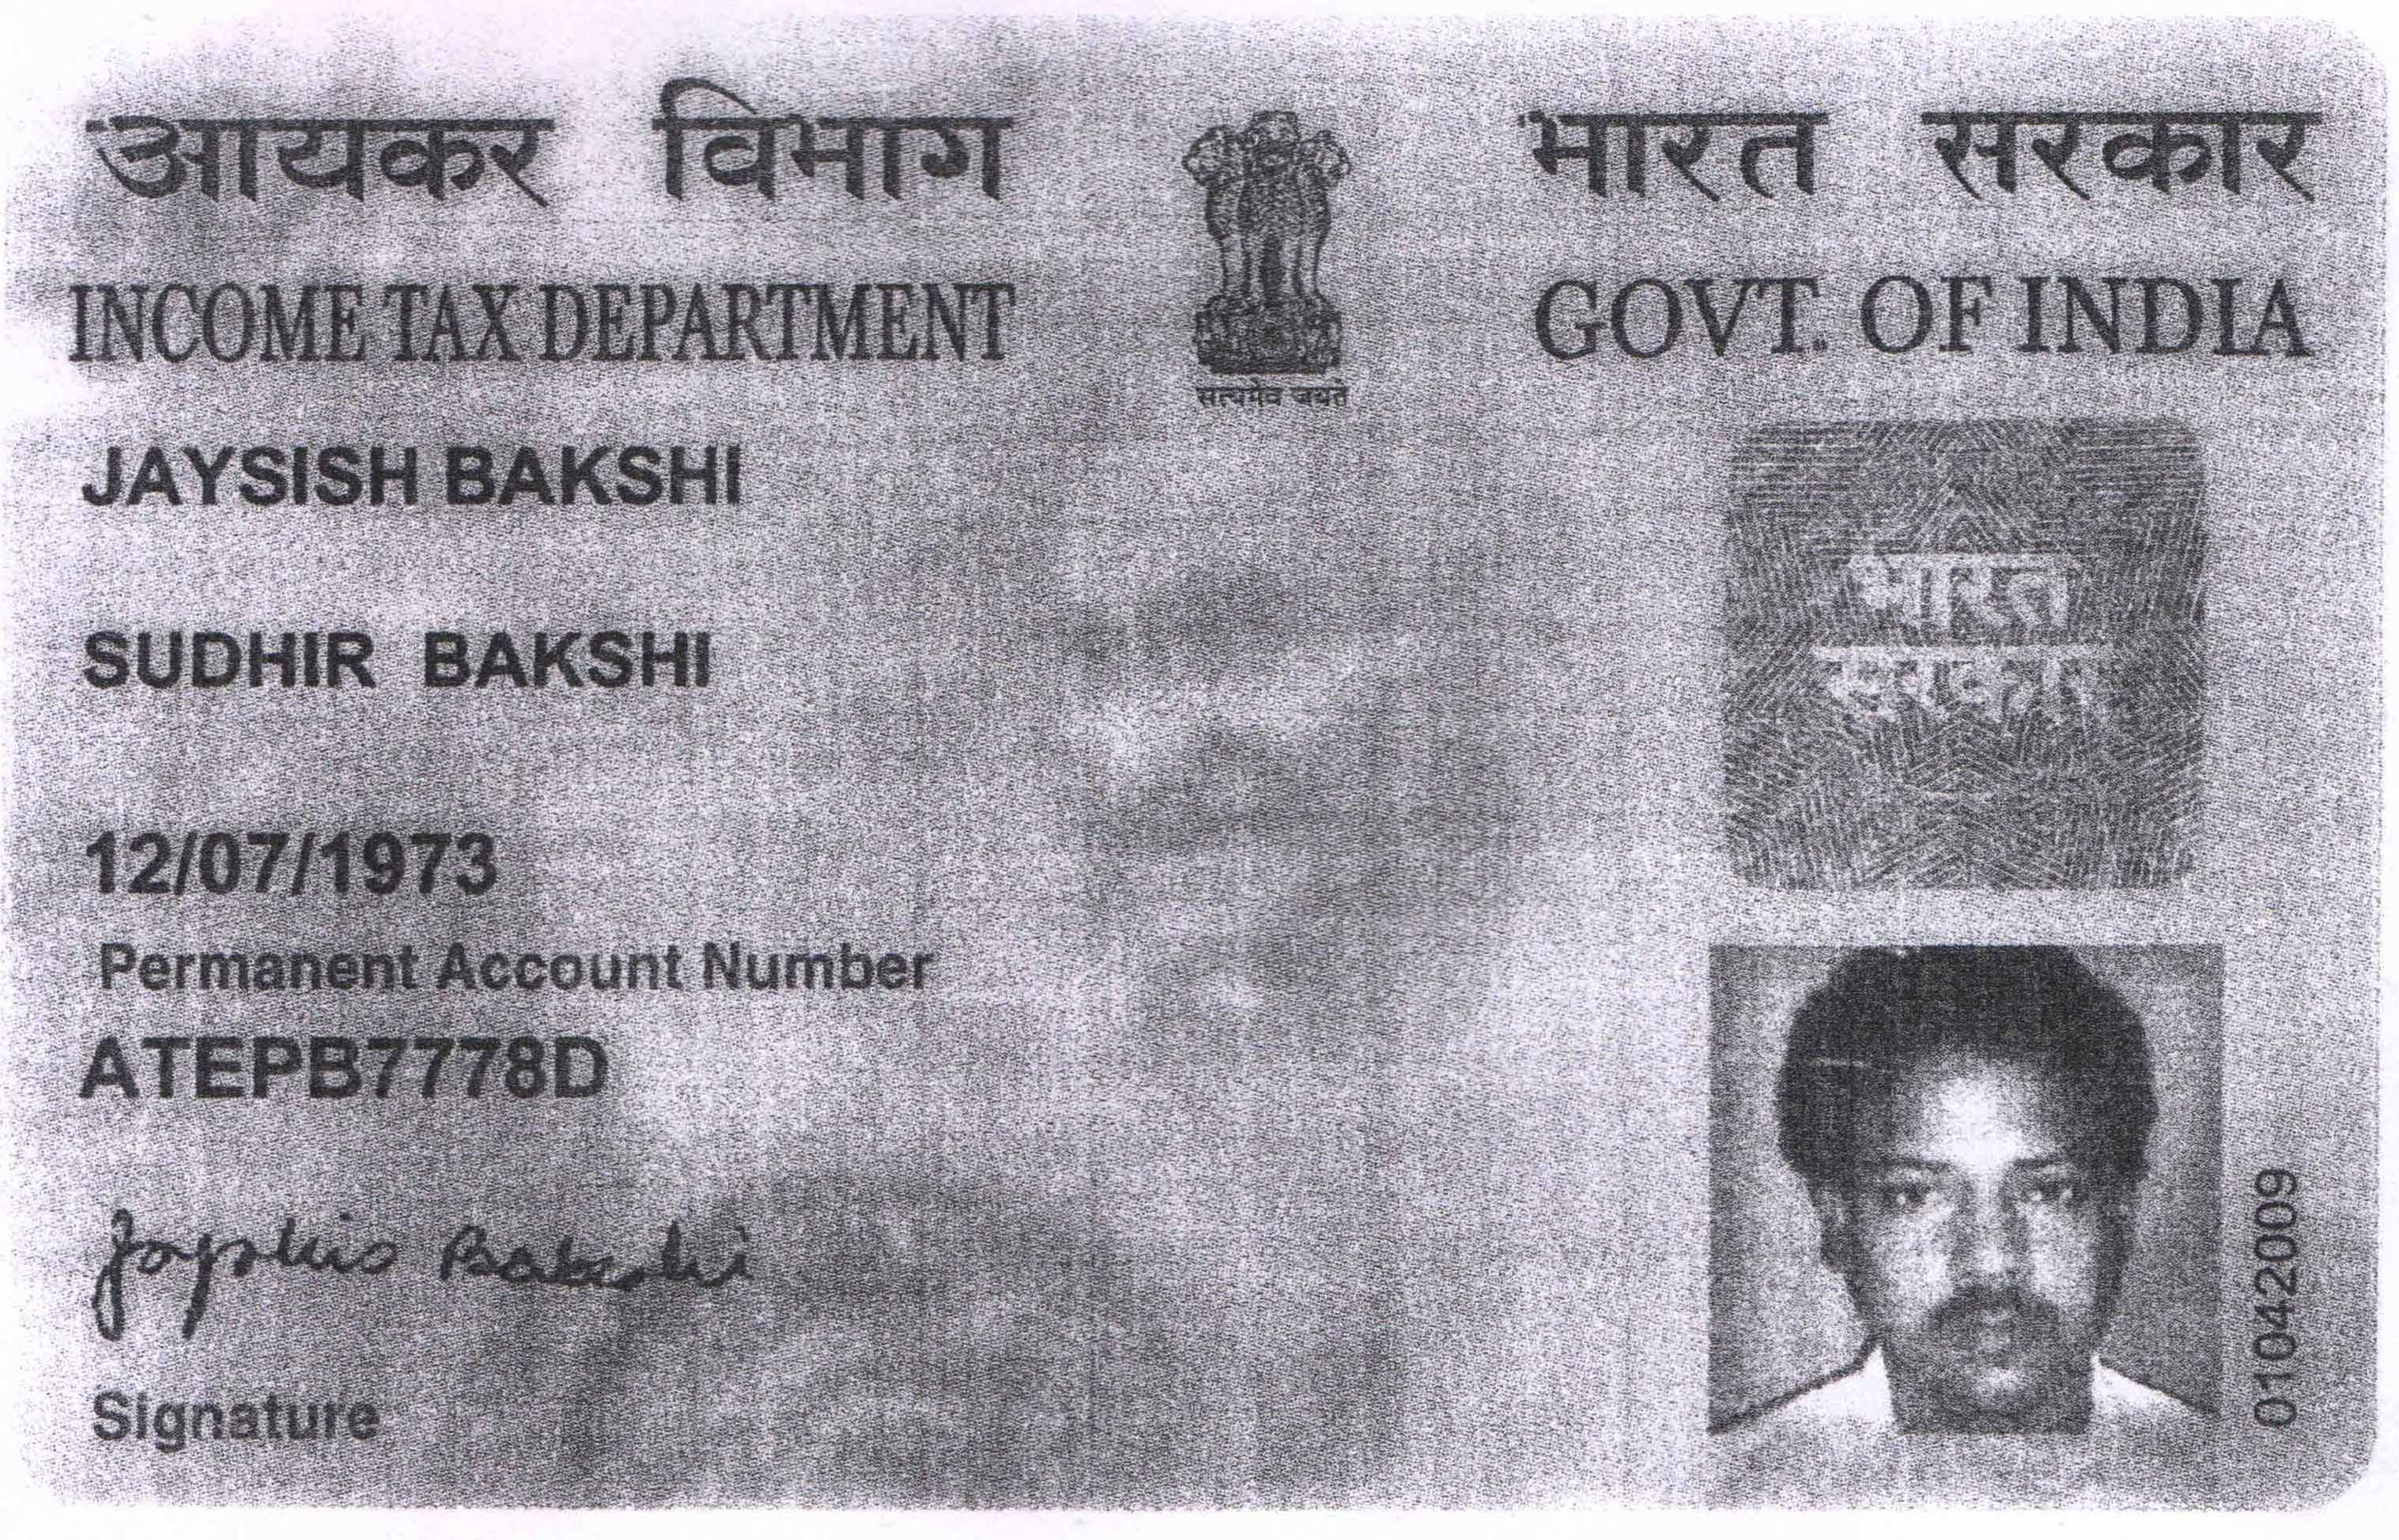 आयकर विभाग
INCOME TAX DEPARTMENT
सत्यमेव जयते
भारत सरकार
GOVT. OF INDIA
JAYSISH BAKSHI
SUDHIR BAKSHI
12/07/1973
Permanent Account Number
ATEPB7778D
Jayshis Bakshi
Signature
भारत
सरकार
01042009